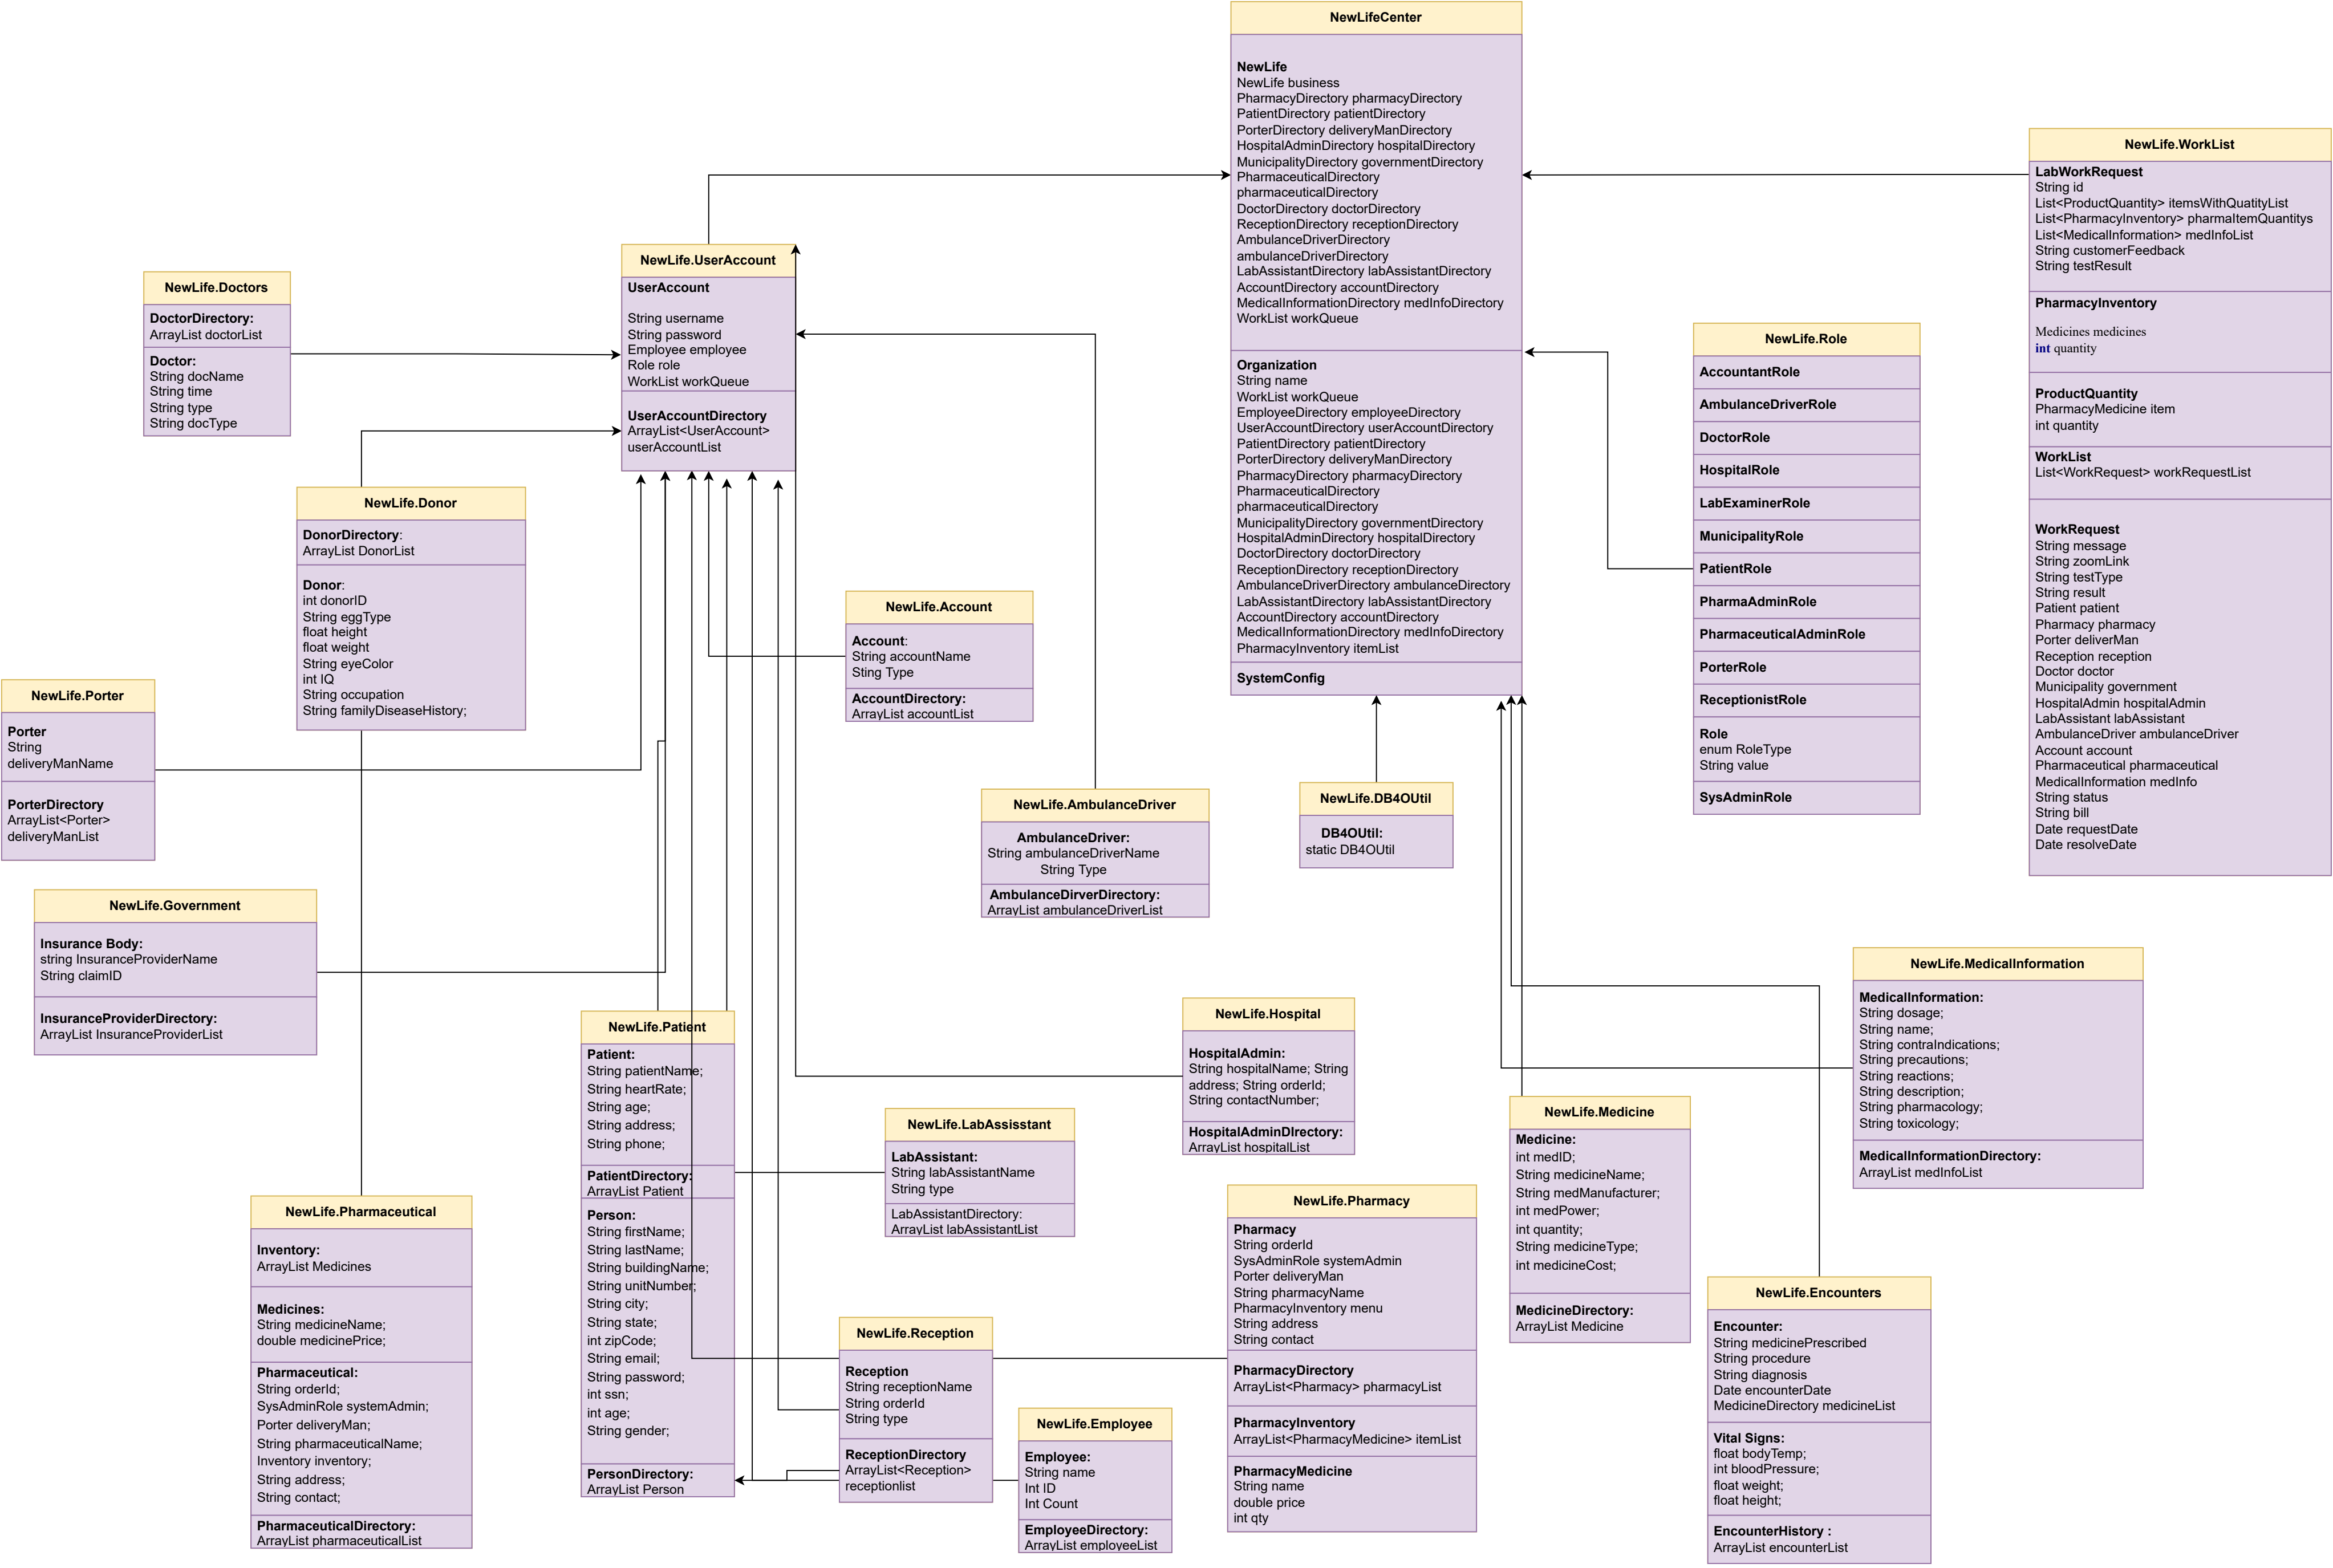 NewLifeCenter
NewLife
NewLife business
PharmacyDirectory pharmacyDirectory
PatientDirectory patientDirectory
PorterDirectory deliveryManDirectory
HospitalAdminDirectory hospitalDirectory
MunicipalityDirectory governmentDirectory
PharmaceuticalDirectory
pharmaceuticalDirectory
DoctorDirectory doctorDirectory
ReceptionDirectory receptionDirectory
AmbulanceDriverDirectory
ambulanceDriverDirectory
LabAssistantDirectory labAssistantDirectory
AccountDirectory accountDirectory
MedicalInformationDirectory medInfoDirectory
WorkList workQueue
Organization
String name
WorkList workQueue
EmployeeDirectory employeeDirectory
UserAccountDirectory userAccountDirectory
PatientDirectory patientDirectory
PorterDirectory deliveryManDirectory
PharmacyDirectory pharmacyDirectory
PharmaceuticalDirectory
pharmaceuticalDirectory
MunicipalityDirectory governmentDirectory
HospitalAdminDirectory hospitalDirectory
DoctorDirectory doctorDirectory
ReceptionDirectory receptionDirectory
AmbulanceDriverDirectory ambulanceDirectory
LabAssistantDirectory labAssistantDirectory
AccountDirectory accountDirectory
MedicalInformationDirectory medInfoDirectory
PharmacyInventory itemList
SystemConfig
NewLife.WorkList
LabWorkRequest
String id
List<ProductQuantity> itemsWithQuatityList
List<PharmacyInventory> pharmaItemQuantitys
List<MedicalInformation> medInfoList
String customerFeedback
String testResult
PharmacyInventory
Medicines medicines
int quantity
ProductQuantity
PharmacyMedicine item
int quantity
WorkList
List<WorkRequest> workRequestList
WorkRequest
String message
String zoomLink
String testType
String result
Patient patient
Pharmacy pharmacy
Porter deliverMan
Reception reception
Doctor doctor
Municipality government
HospitalAdmin hospitalAdmin
LabAssistant labAssistant
AmbulanceDriver ambulanceDriver
Account account
Pharmaceutical pharmaceutical
MedicalInformation medInfo
String status
String bill
Date requestDate
Date resolveDate
NewLife.UserAccount
UserAccount
String username
String password
Employee employee
Role role
WorkList workQueue
UserAccountDirectory
ArrayList<UserAccount>
userAccountList
NewLife.Doctors
DoctorDirectory:
ArrayList doctorList
Doctor:
String docName
String time
String type
String docType
NewLife.Role
AccountantRole
AmbulanceDriverRole
DoctorRole
HospitalRole
LabExaminerRole
MunicipalityRole
PatientRole
PharmaAdminRole
PharmaceuticalAdminRole
PorterRole
ReceptionistRole
Role
enum RoleType
String value
SysAdminRole
NewLife.Donor
DonorDirectory:
ArrayList DonorList
Donor:
int donorID
String eggType
float height
float weight
String eyeColor
int IQ
String occupation
String familyDiseaseHistory;
NewLife.Account
Account:
String accountName
Sting Type
AccountDirectory:
ArrayList accountList
NewLife.Porter
Porter
String
deliveryManName
PorterDirectory
ArrayList<Porter>
deliveryManList
NewLife.AmbulanceDriver
AmbulanceDriver:
String ambulanceDriverName
String Type
AmbulanceDirverDirectory:
ArrayList ambulanceDriverList
NewLife.DB4OUtil
DB4OUtil:
static DB4OUtil
NewLife.Government
Insurance Body:
string InsuranceProviderName
String claimID
InsuranceProviderDirectory:
ArrayList InsuranceProviderList
NewLife.MedicalInformation
MedicalInformation:
String dosage;
String name;
String contraIndications;
String precautions;
String reactions;
String description;
String pharmacology;
String toxicology;
MedicalInformationDirectory:
ArrayList medInfoList
NewLife.Patient
Patient:
String patientName;
String heartRate;
String age;
String address;
String phone;
PatientDirectory:
ArrayList Patient
Person:
String firstName;
String lastName;
String buildingName;
String unitNumber;
String city;
String state;
int zipCode;
String email;
String password;
int ssn;
int age;
String gender;
PersonDirectory:
ArrayList Person
NewLife.Hospital
HospitalAdmin:
String hospitalName; String
address; String orderId;
String contactNumber;
HospitalAdminDIrectory:
ArrayList hospitalList
NewLife.LabAssisstant
LabAssistant:
String labAssistantName
String type
LabAssistantDirectory:
ArrayList labAssistantList
NewLife.Medicine
Medicine:
int medID;
String medicineName;
String medManufacturer;
int medPower;
int quantity;
String medicineType;
int medicineCost;
MedicineDirectory:
ArrayList Medicine
NewLife.Pharmaceutical
Inventory:
ArrayList Medicines
Medicines:
String medicineName;
double medicinePrice;
Pharmaceutical:
String orderId;
SysAdminRole systemAdmin;
Porter deliveryMan;
String pharmaceuticalName;
Inventory inventory;
String address;
String contact;
PharmaceuticalDirectory:
ArrayList pharmaceuticalList
NewLife.Pharmacy
Pharmacy
String orderId
SysAdminRole systemAdmin
Porter deliveryMan
String pharmacyName
PharmacyInventory menu
String address
String contact
PharmacyDirectory
ArrayList<Pharmacy> pharmacyList
PharmacyInventory
ArrayList<PharmacyMedicine> itemList
PharmacyMedicine
String name
double price
int qty
NewLife.Encounters
Encounter:
String medicinePrescribed
String procedure
String diagnosis
Date encounterDate
MedicineDirectory medicineList
Vital Signs:
float bodyTemp;
int bloodPressure;
float weight;
float height;
EncounterHistory :
ArrayList encounterList
NewLife.Reception
Reception
String receptionName
String orderId
String type
ReceptionDirectory
ArrayList<Reception>
receptionlist
NewLife.Employee
Employee:
String name
Int ID
Int Count
EmployeeDirectory:
ArrayList employeeList